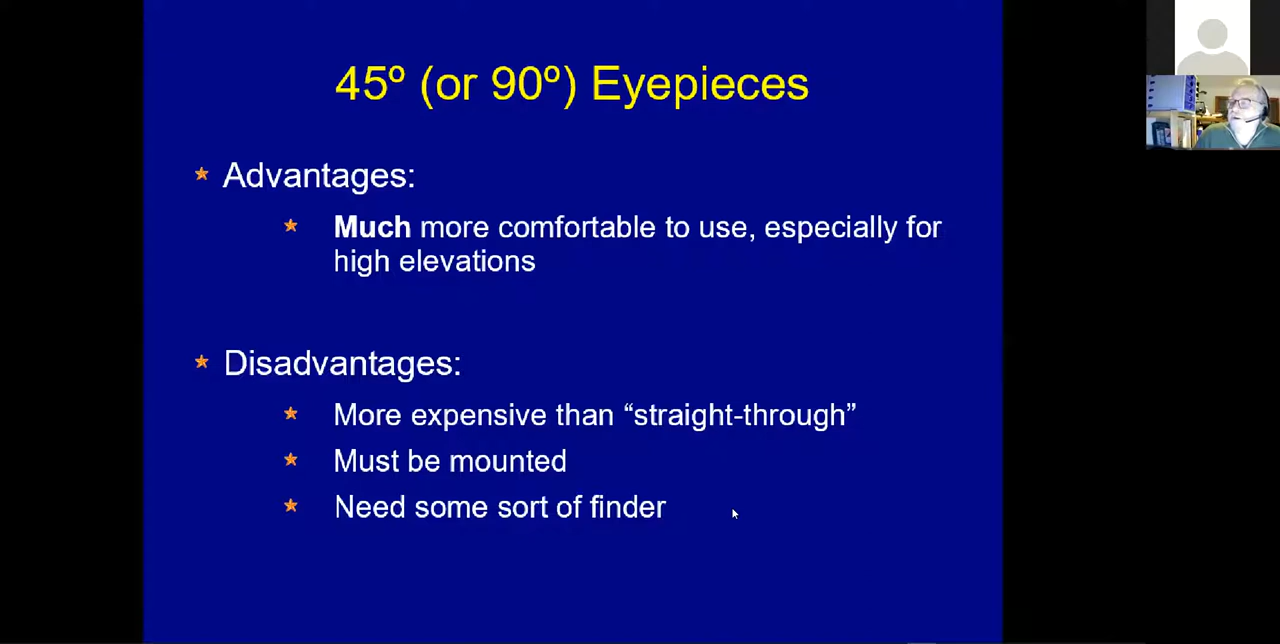 45º (or 90º) Eyepieces
Advantages:
Much more comfortable to use, especially for
high elevations
Disadvantages:
More expensive than “straight-through”
Must be mounted
Need some sort of finder